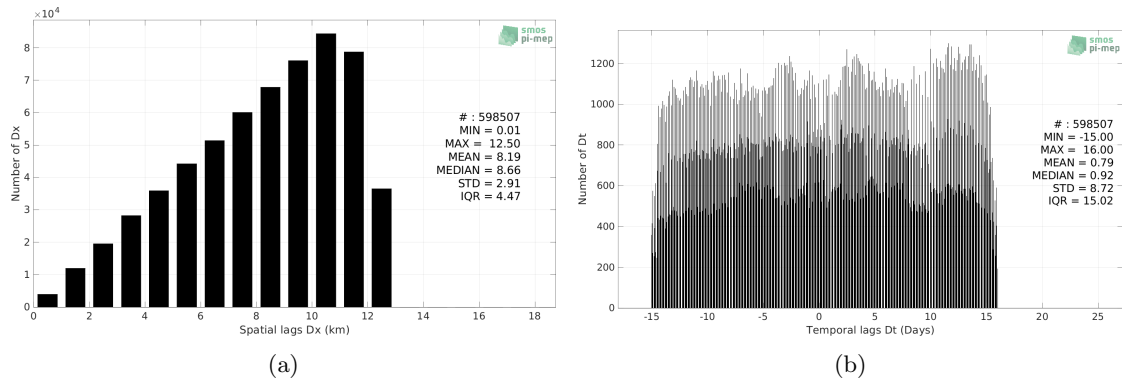 ×10⁴
8
7
6
5
4
3
2
1
0
Number of Dx
0 2 4 6 8 10 12 14 16 18
Spatial lags Dx (km)
smos
pi-mep
# : 598507
MIN = 0.01
MAX = 12.50
MEAN = 8.19
MEDIAN = 8.66
STD = 2.91
IQR = 4.47
(a)
1200
1000
800
600
400
200
0
Number of Dt
-15 -10 -5 0 5 10 15 20 25
Temporal lags Dt (Days)
smos
pi-mep
# : 598507
MIN = -15.00
MAX = 16.00
MEAN = 0.79
MEDIAN = 0.92
STD = 8.72
IQR = 15.02
(b)